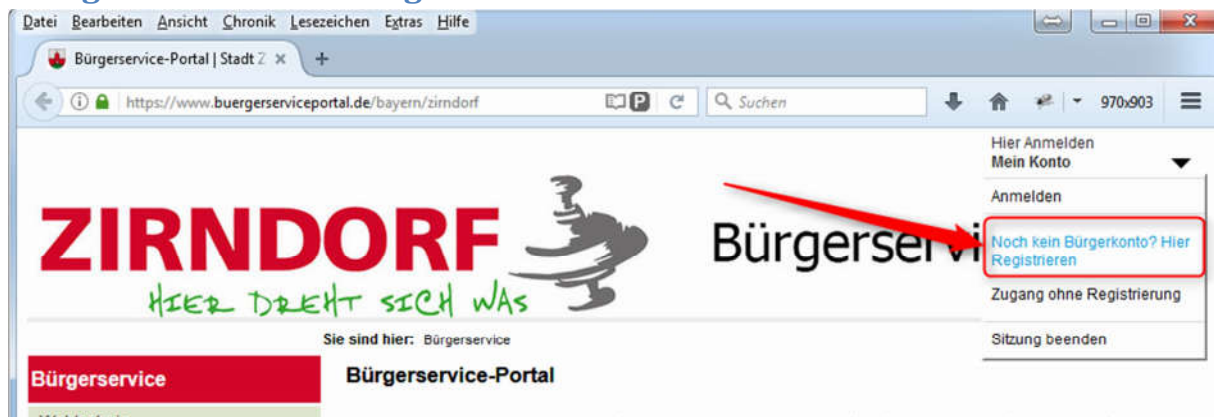 Datei Bearbeiten Ansicht Chronik Lesezeichen Extras Hilfe
Bürgerservice-Portal | Stadt Z
https://www.buergerserviceportal.de/bayern/zirndorf
Suchen
970x903
Hier Anmelden
Mein Konto
Anmelden
Noch kein Bürgerkonto? Hier
Registrieren
Zugang ohne Registrierung
Sitzung beenden
ZIRNDORF
HIER DREHT SICH WAS
Bürgerservi
Sie sind hier: Bürgerservice
Bürgerservice
Bürgerservice-Portal